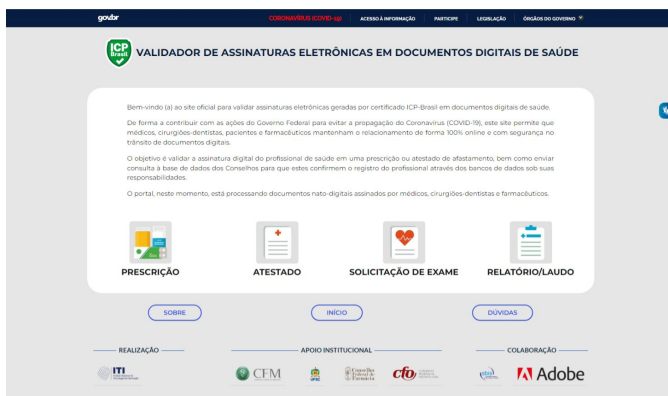 govbr CORONAVÍRUS (COVID-19) ACESSO À INFORMAÇÃO PARTICIPE LEGISLAÇÃO ÓRGÃOS DO GOVERNO
ICP
Brasil
VALIDADOR DE ASSINATURAS ELETRÔNICAS EM DOCUMENTOS DIGITAIS DE SAÚDE
Bem-vindo (a) ao site oficial para validar assinaturas eletrônicas geradas por certificado ICP-Brasil em documentos digitais de saúde.
De forma a contribuir com as ações do Governo Federal para evitar a propagação do Coronavírus (COVID-19), este site permite que
médicos, cirurgiões-dentistas, pacientes e farmacêuticos mantenham o relacionamento de forma 100% online e com segurança no
trânsito de documentos digitais.
O objetivo é validar a assinatura digital do profissional de saúde em uma prescrição ou atestado de afastamento, bem como enviar
consulta à base de dados dos Conselhos para que estes confirmem o registro do profissional através dos bancos de dados sob suas
responsabilidades.
O portal, neste momento, está processando documentos nato-digitais assinados por médicos, cirurgiões-dentistas e farmacêuticos.
PRESCRIÇÃO ATESTADO SOLICITAÇÃO DE EXAME RELATÓRIO/LAUDO
SOBRE INÍCIO DÚVIDAS
REALIZAÇÃO APOIO INSTITUCIONAL COLABORAÇÃO
ITI CFM UFSC Conselho Federal de Farmácia cfo Adobe